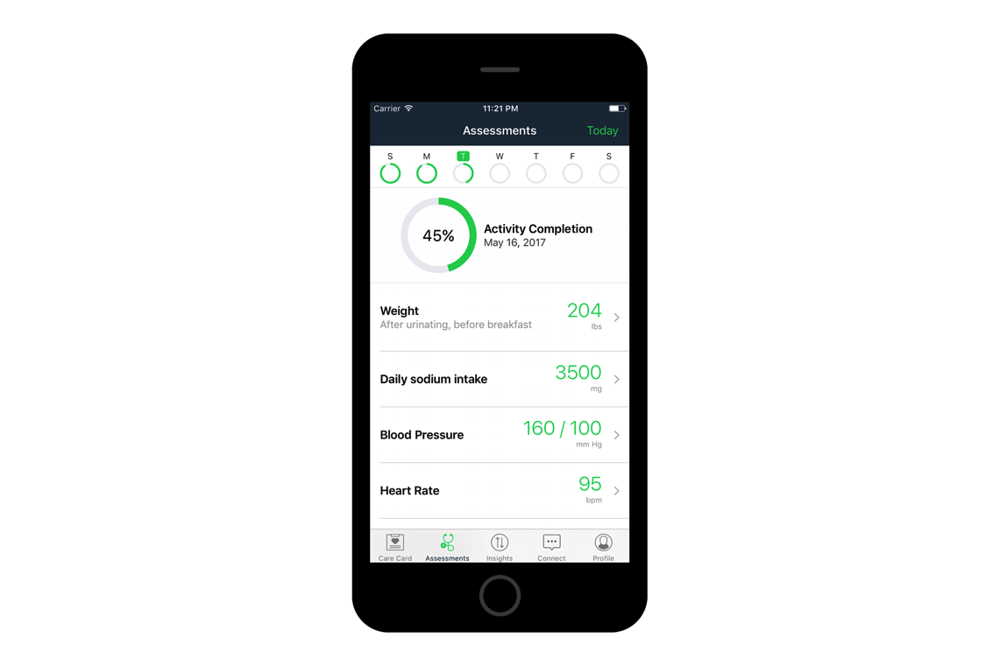 Carrier 11:21 PM
Assessments Today
S M T W T F S
45%
Activity Completion
May 16, 2017
Weight
After urinating, before breakfast
204
lbs
Daily sodium intake
3500
mg
Blood Pressure
160 / 100
mm Hg
Heart Rate
95
bpm
Care Card Assessments Insights Connect Profile